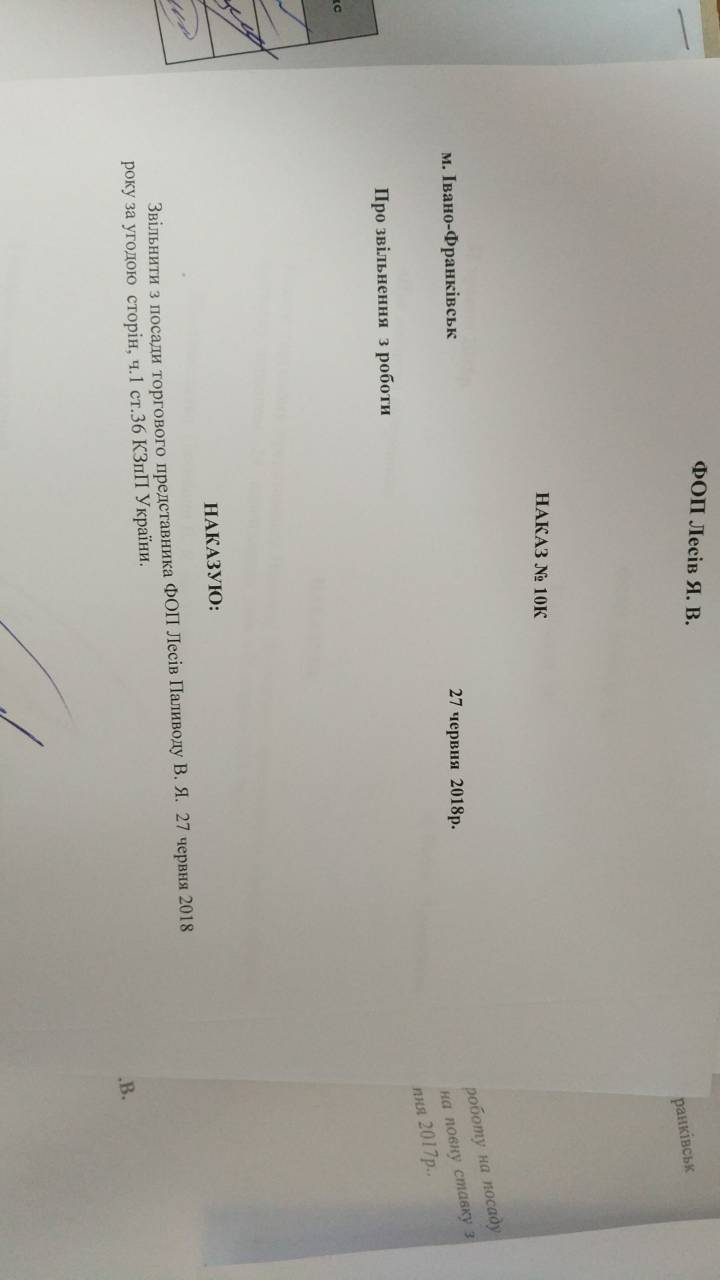 ФОП Лесів Я. В.
НАКАЗ № 10К
м. Івано-Франківськ 27 червня 2018р.
Про звільнення з роботи
НАКАЗУЮ:
Звільнити з посади торгового представника ФОП Лесів Паливоду В. Я. 27 червня 2018
року за угодою сторін, ч.1 ст.36 КЗпП України.
ранківськ
роботу на посаду
на повну ставку з
пня 2017р..
.В.